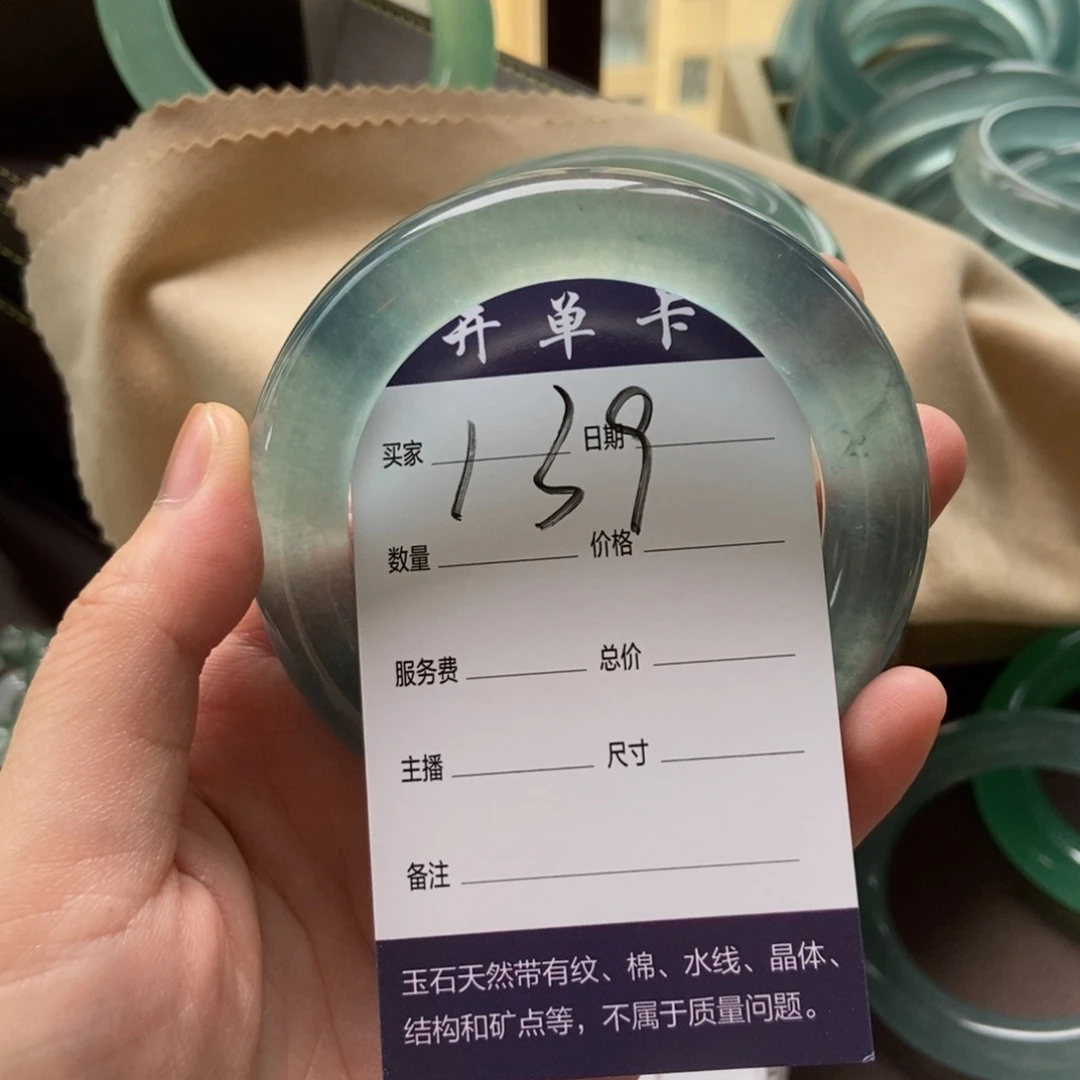 开单卡
139
买家 日期
数量 价格
服务费 总价
主播 尺寸
备注
玉石天然带有纹、棉、水线、晶体、
结构和矿点等，不属于质量问题。